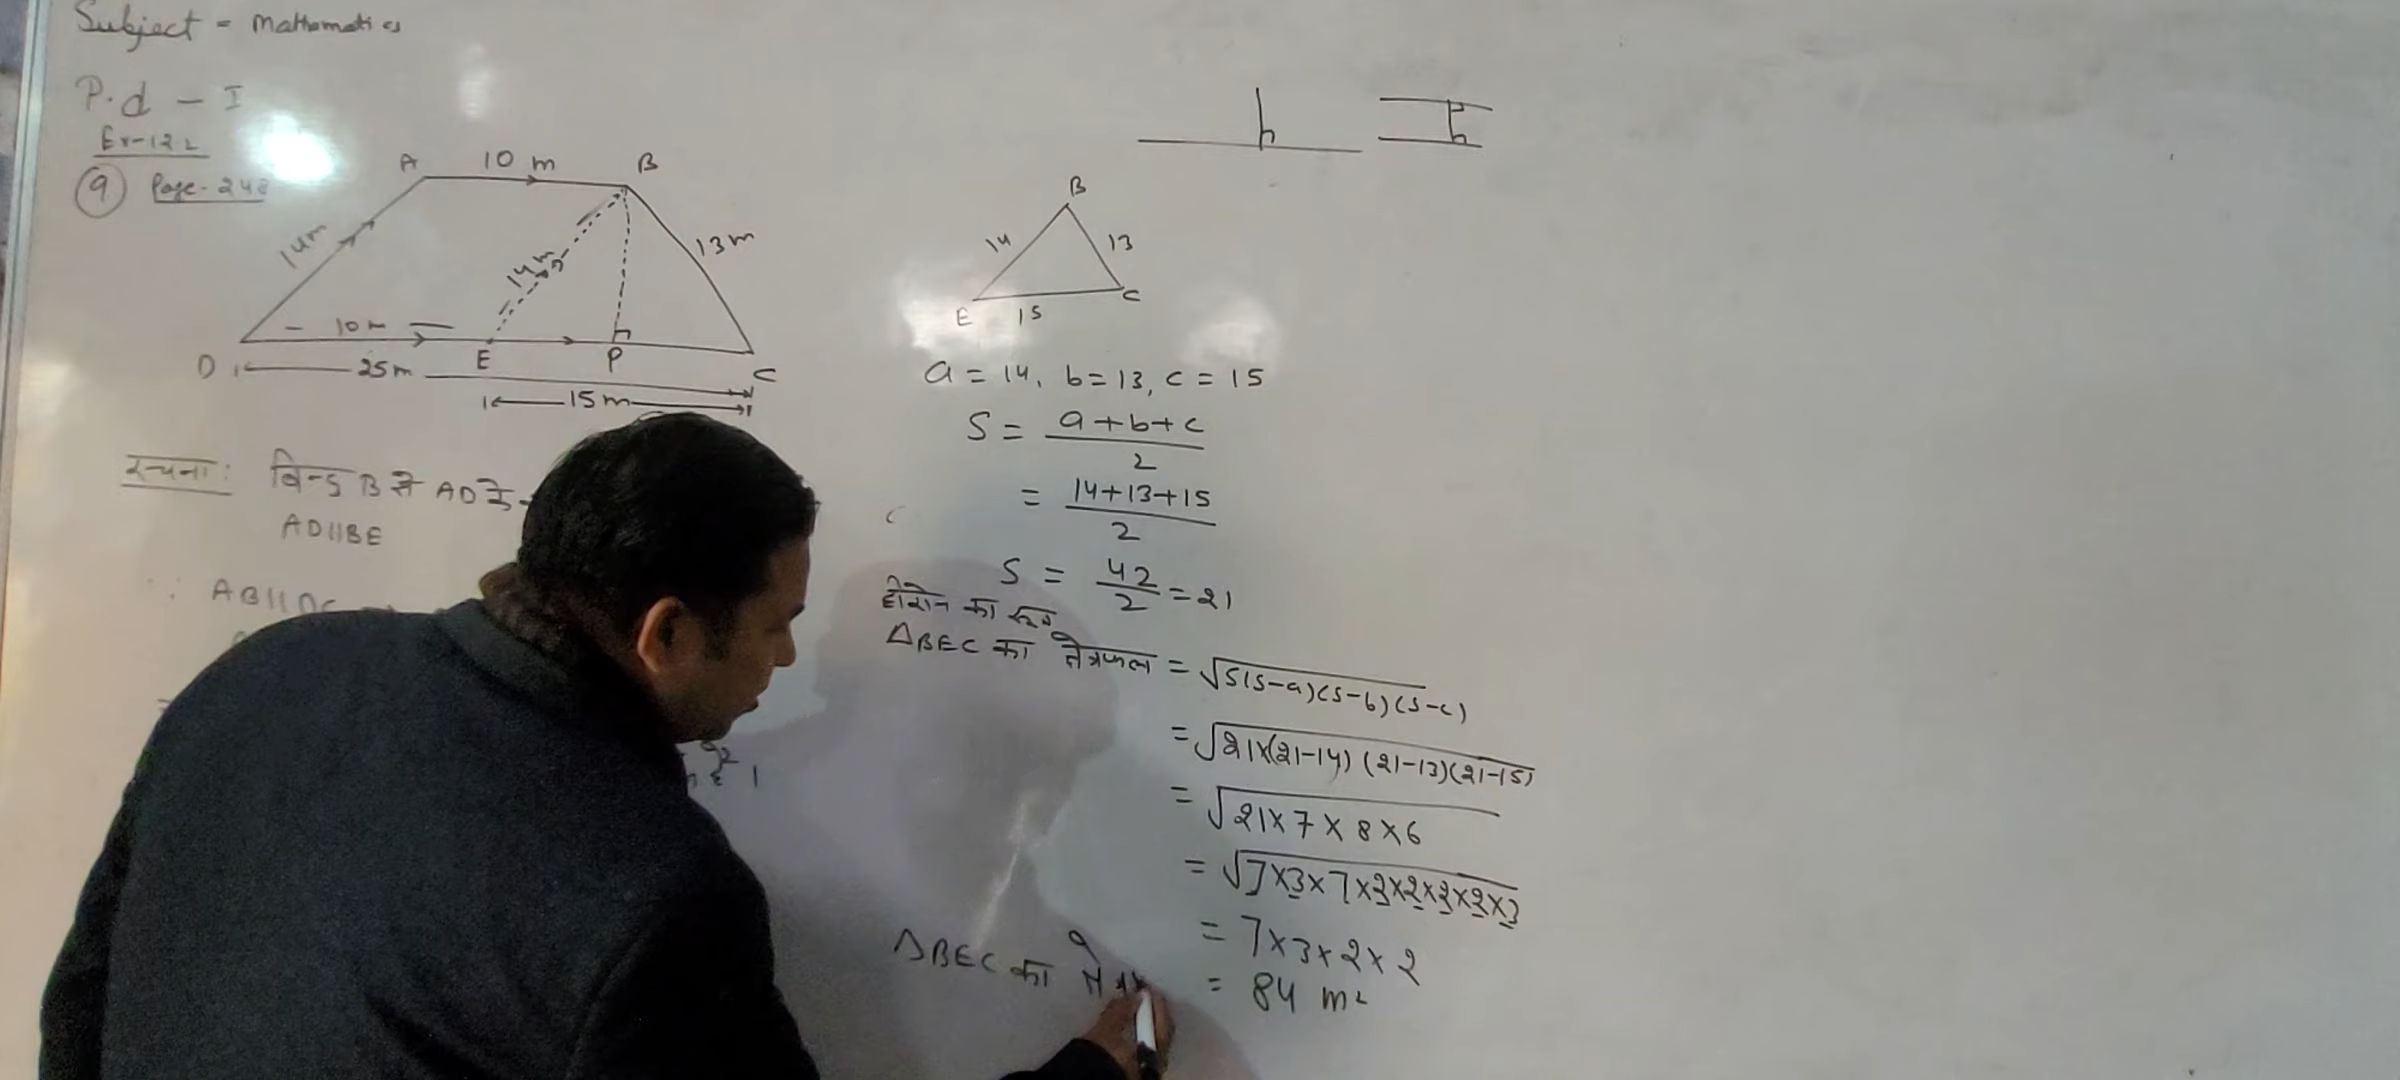 Subject = Mathematics
P.d - I
Ex-12.2
9 Page-248
A 10 m B
14m
14m
13m
10m
D E P C
25m
15m
रचना: बिन्दु B से AD के
AD||BE
∴ AB||DC
B
14 13
E 15 C
a = 14, b = 13, c = 15
S = a+b+c
2
= 14+13+15
2
S = 42/2 = 21
हीरोन का सूत्र
ΔBEC का क्षेत्रफल = √S(S-a)(S-b)(S-c)
= √21×(21-14)(21-13)(21-15)
= √21×7×8×6
= √7×3×7×2×2×2×2×3
= 7×3×2×2
ΔBEC का = 84 m²